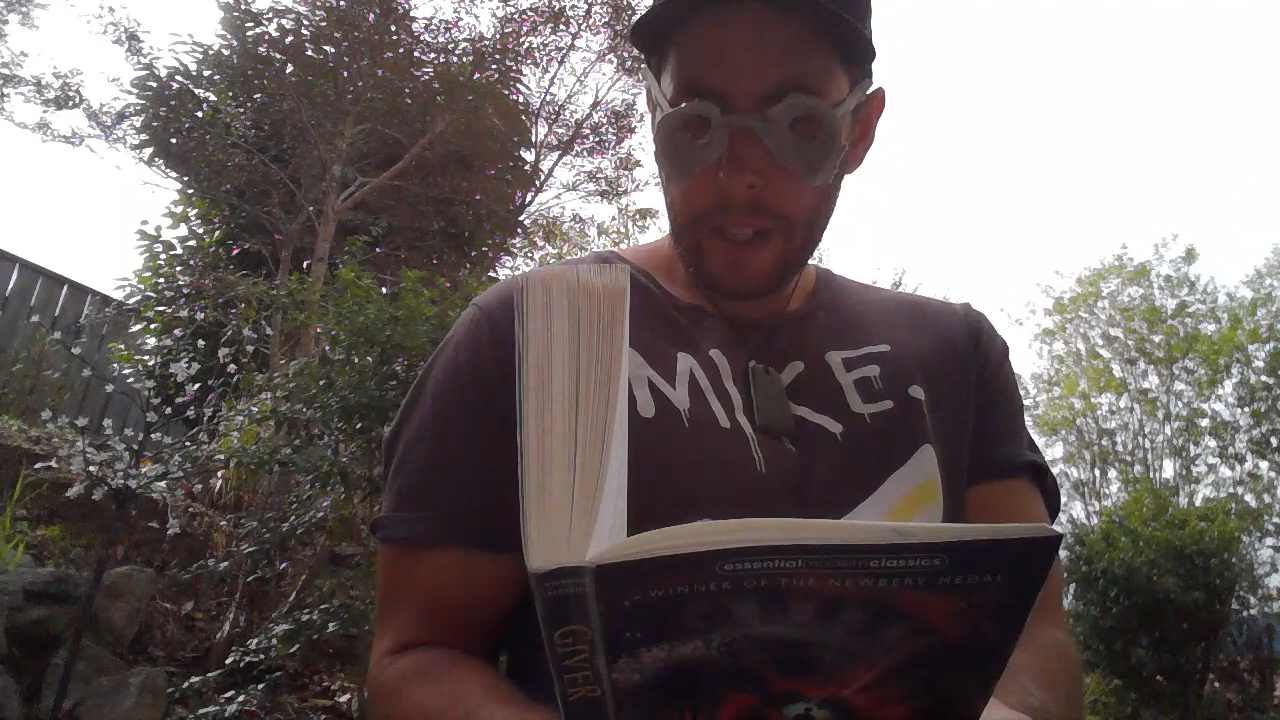 MIKE.
essentialmodernclassics
WINNER OF THE NEWBERY MEDAL
GIVER